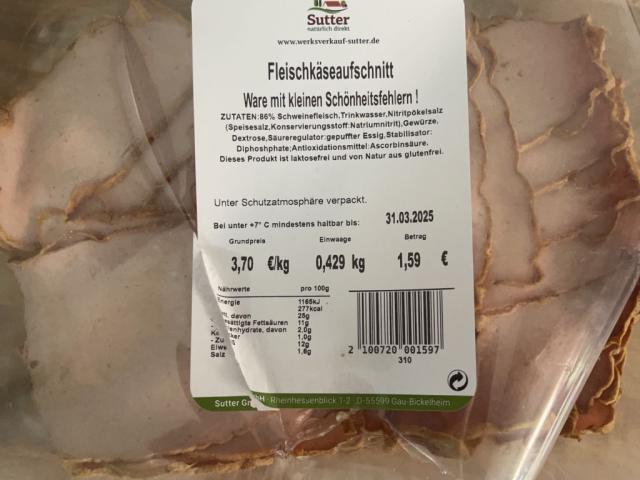 Sutter
natürlich direkt
www.werksverkauf-sutter.de
Fleischkäseaufschnitt
Ware mit kleinen Schönheitsfehlern !
ZUTATEN:86% Schweinefleisch,Trinkwasser,Nitritpökelsalz
(Speisesalz,Konservierungsstoff:Natriumnitrit),Gewürze,
Dextrose,Säureregulator:gepuffter Essig,Stabilisator:
Diphoshphate;Antioxidationsmittel:Ascorbinsäure.
Dieses Produkt ist laktosefrei und von Natur aus glutenfrei.
Unter Schutzatmosphäre verpackt.
Bei unter +7° C mindestens haltbar bis: 31.03.2025
Grundpreis Einwaage Betrag
3,70 €/kg 0,429 kg 1,59 €
Nährwerte pro 100g
Energie 1165kJ
277kcal
davon 25g
Fettsäuren 11g
davon 2,0g
1,0g
12g
Salz 1,8g
2 100720 001597
310
Sutter Rheinhessenblick 1-2 · D-55599 Gau-Bickelheim